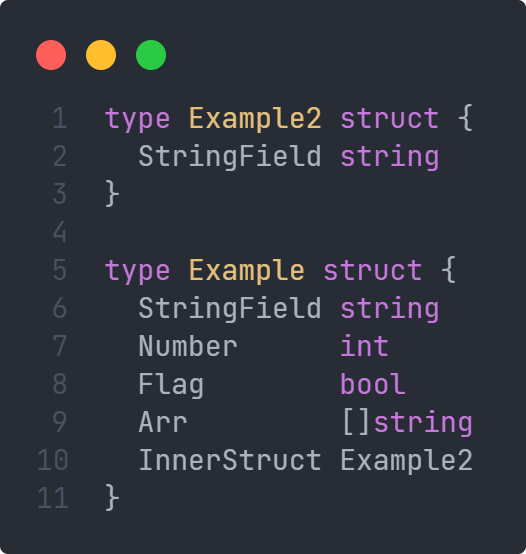 1 type Example2 struct {
2   StringField string
3 }
4
5 type Example struct {
6   StringField string
7   Number      int
8   Flag        bool
9   Arr         []string
10   InnerStruct Example2
11 }